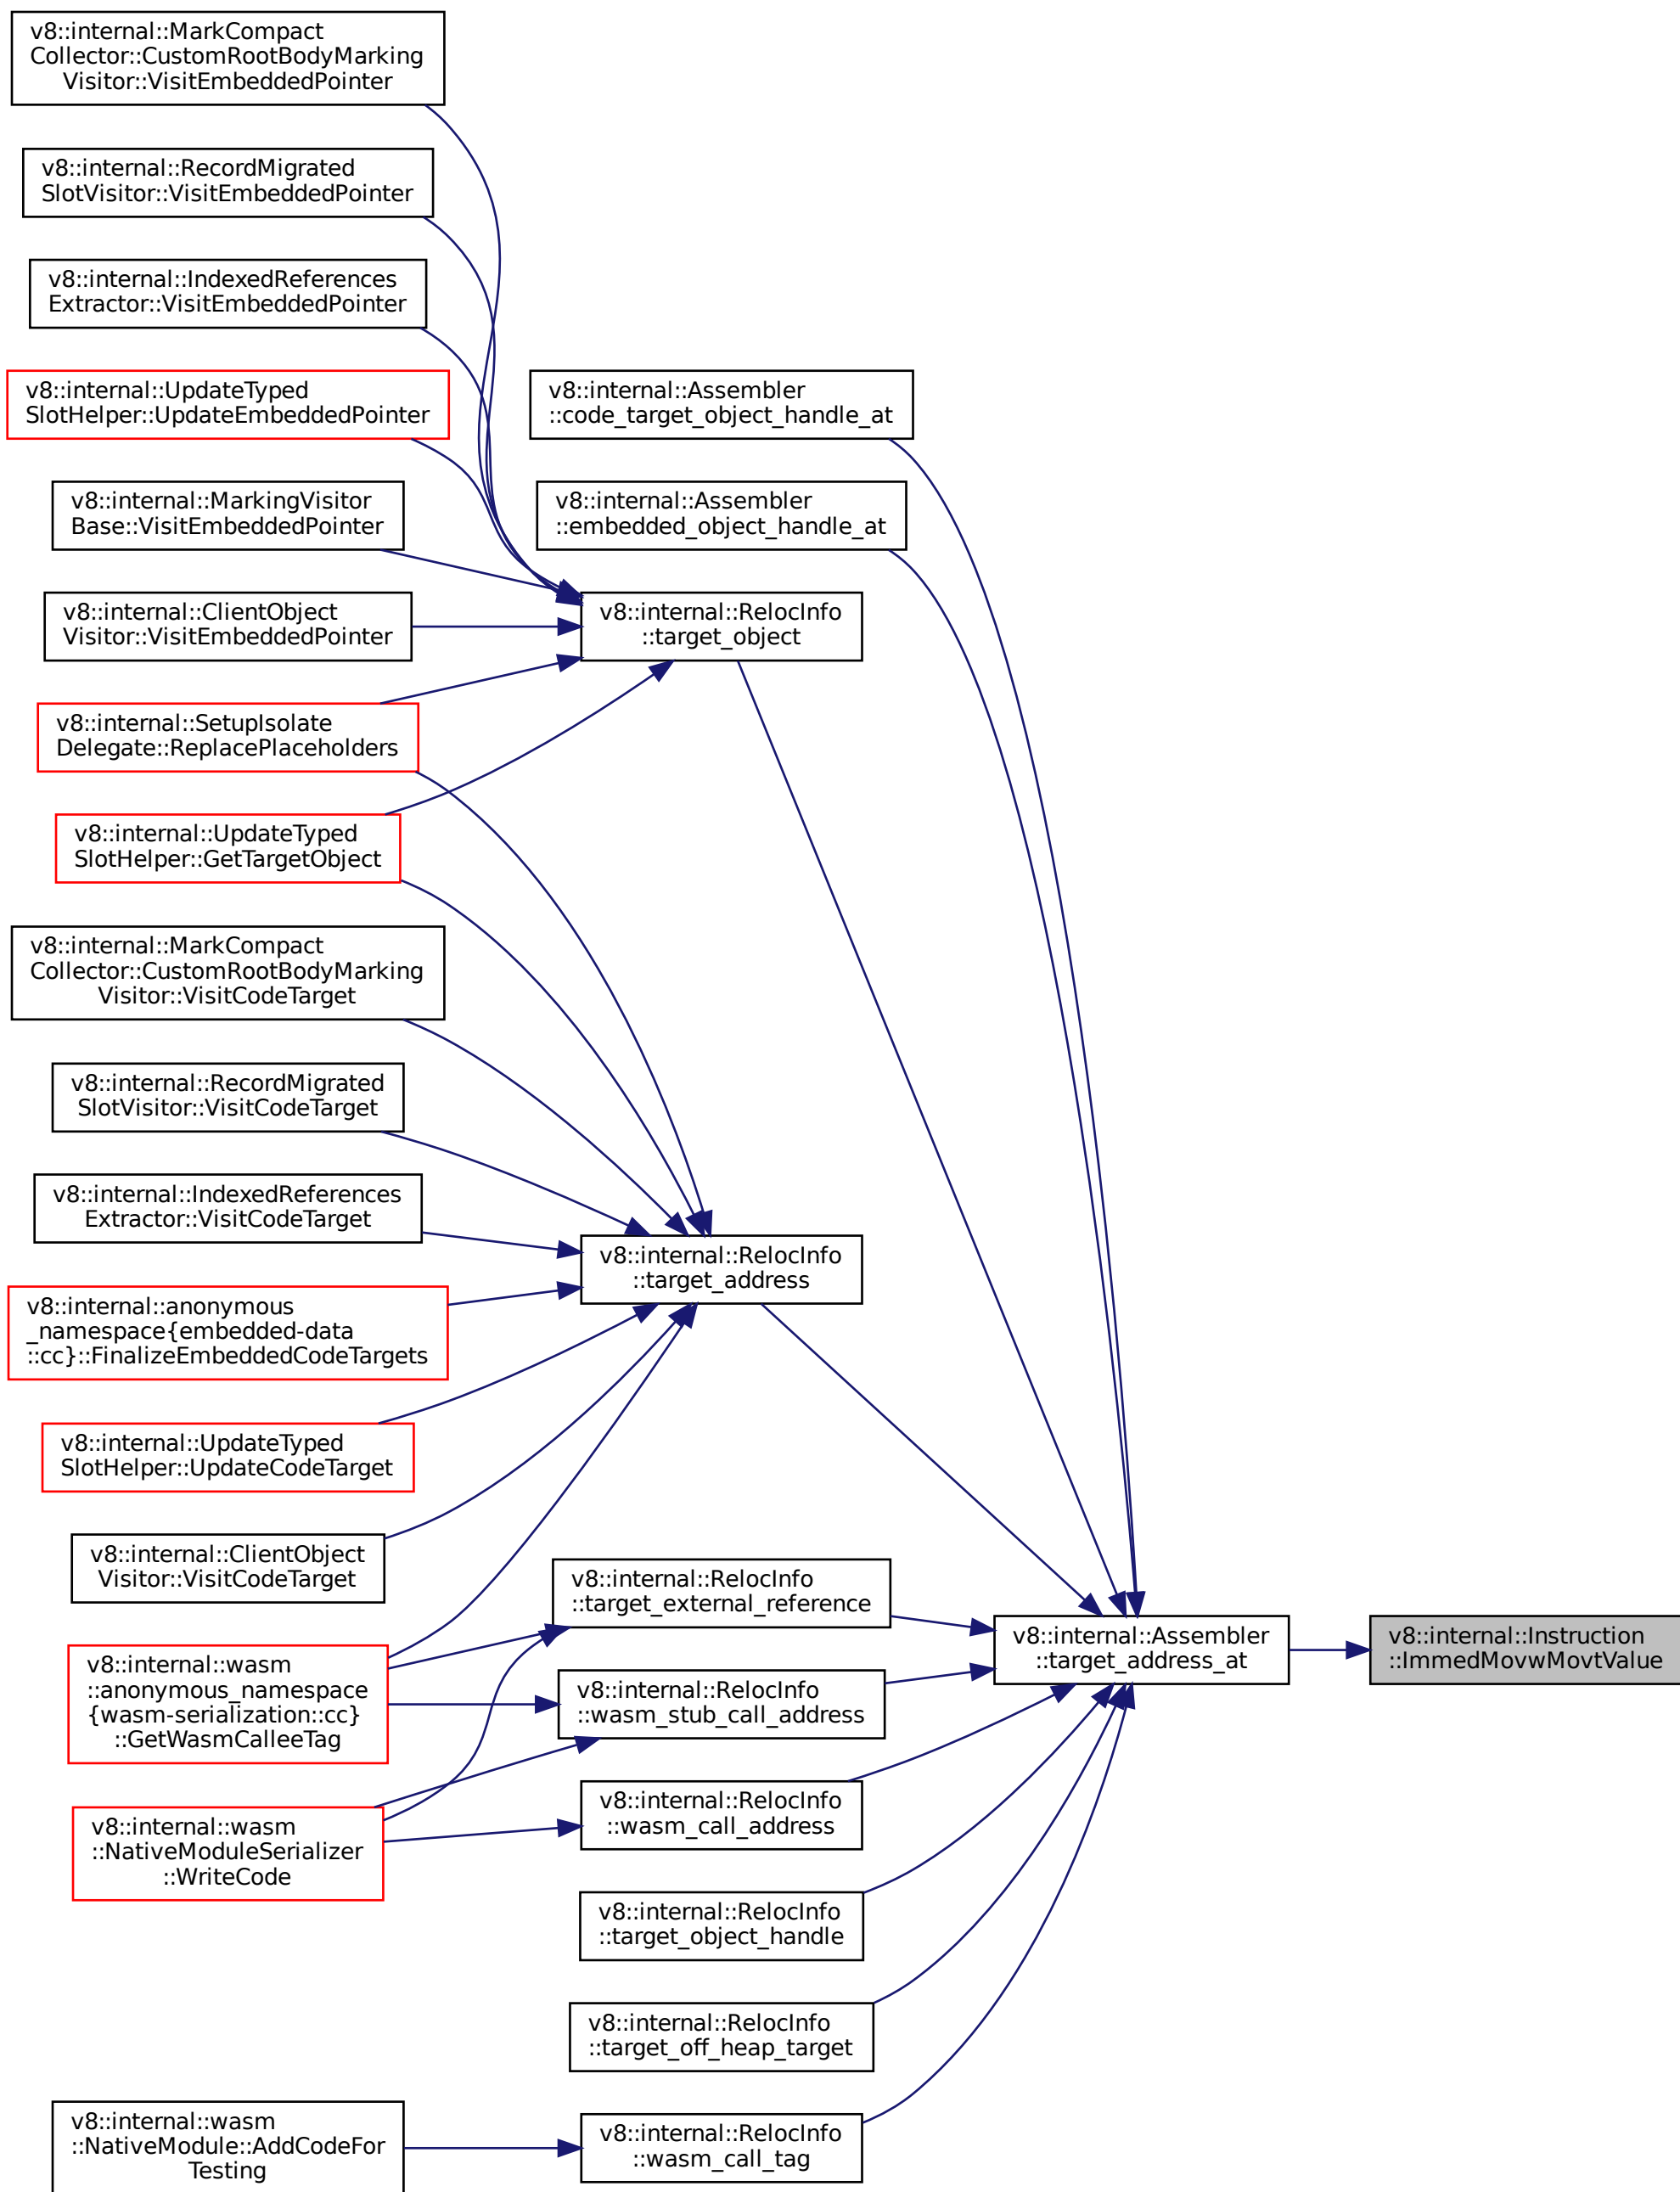 v8::internal::MarkCompact
Collector::CustomRootBodyMarking
Visitor::VisitEmbeddedPointer
v8::internal::RecordMigrated
SlotVisitor::VisitEmbeddedPointer
v8::internal::IndexedReferences
Extractor::VisitEmbeddedPointer
v8::internal::UpdateTyped
SlotHelper::UpdateEmbeddedPointer
v8::internal::MarkingVisitor
Base::VisitEmbeddedPointer
v8::internal::ClientObject
Visitor::VisitEmbeddedPointer
v8::internal::SetupIsolate
Delegate::ReplacePlaceholders
v8::internal::UpdateTyped
SlotHelper::GetTargetObject
v8::internal::MarkCompact
Collector::CustomRootBodyMarking
Visitor::VisitCodeTarget
v8::internal::RecordMigrated
SlotVisitor::VisitCodeTarget
v8::internal::IndexedReferences
Extractor::VisitCodeTarget
v8::internal::anonymous
_namespace{embedded-data
::cc}::FinalizeEmbeddedCodeTargets
v8::internal::UpdateTyped
SlotHelper::UpdateCodeTarget
v8::internal::ClientObject
Visitor::VisitCodeTarget
v8::internal::wasm
::anonymous_namespace
{wasm-serialization::cc}
::GetWasmCalleeTag
v8::internal::wasm
::NativeModuleSerializer
::WriteCode
v8::internal::wasm
::NativeModule::AddCodeFor
Testing
v8::internal::Assembler
::code_target_object_handle_at
v8::internal::Assembler
::embedded_object_handle_at
v8::internal::RelocInfo
::target_object
v8::internal::RelocInfo
::target_address
v8::internal::RelocInfo
::target_external_reference
v8::internal::RelocInfo
::wasm_stub_call_address
v8::internal::RelocInfo
::wasm_call_address
v8::internal::RelocInfo
::target_object_handle
v8::internal::RelocInfo
::target_off_heap_target
v8::internal::RelocInfo
::wasm_call_tag
v8::internal::Assembler
::target_address_at
v8::internal::Instruction
::ImmedMovwMovtValue